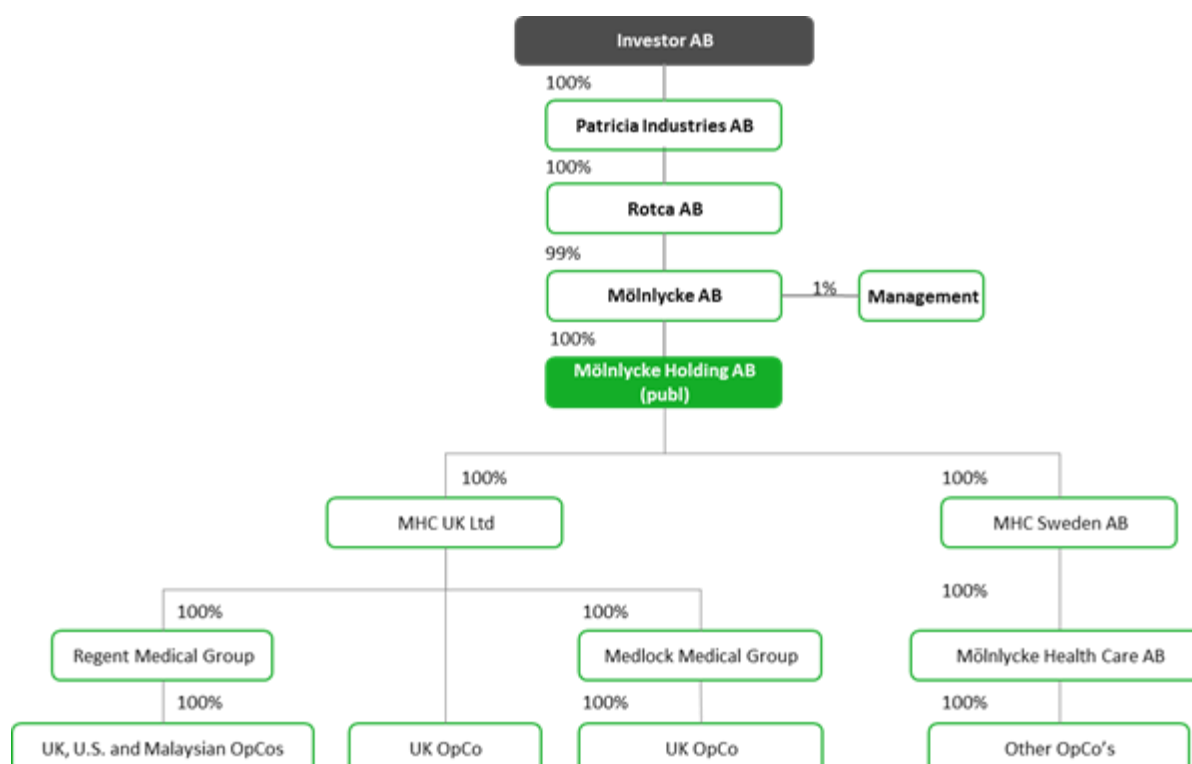 Investor AB
100%
Patricia Industries AB
100%
Rotca AB
99%
Mölnlycke AB
1%
Management
100%
Mölnlycke Holding AB
(publ)
100%
100%
MHC UK Ltd
MHC Sweden AB
100%
100%
100%
Regent Medical Group
Medlock Medical Group
Mölnlycke Health Care AB
100%
100%
100%
UK, U.S. and Malaysian OpCos
UK OpCo
UK OpCo
Other OpCo's